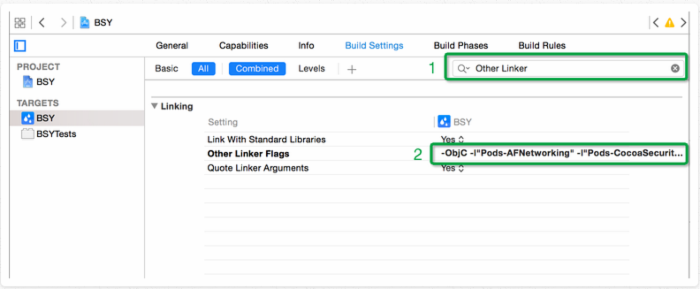 BSY
General Capabilities Info Build Settings Build Phases Build Rules
PROJECT
BSY
TARGETS
BSY
BSYTests
Basic All Combined Levels + 1 Other Linker
Linking
Setting BSY
Link With Standard Libraries Yes
Other Linker Flags 2 -ObjC -l"Pods-AFNetworking" -l"Pods-CocoaSecurit...
Quote Linker Arguments Yes